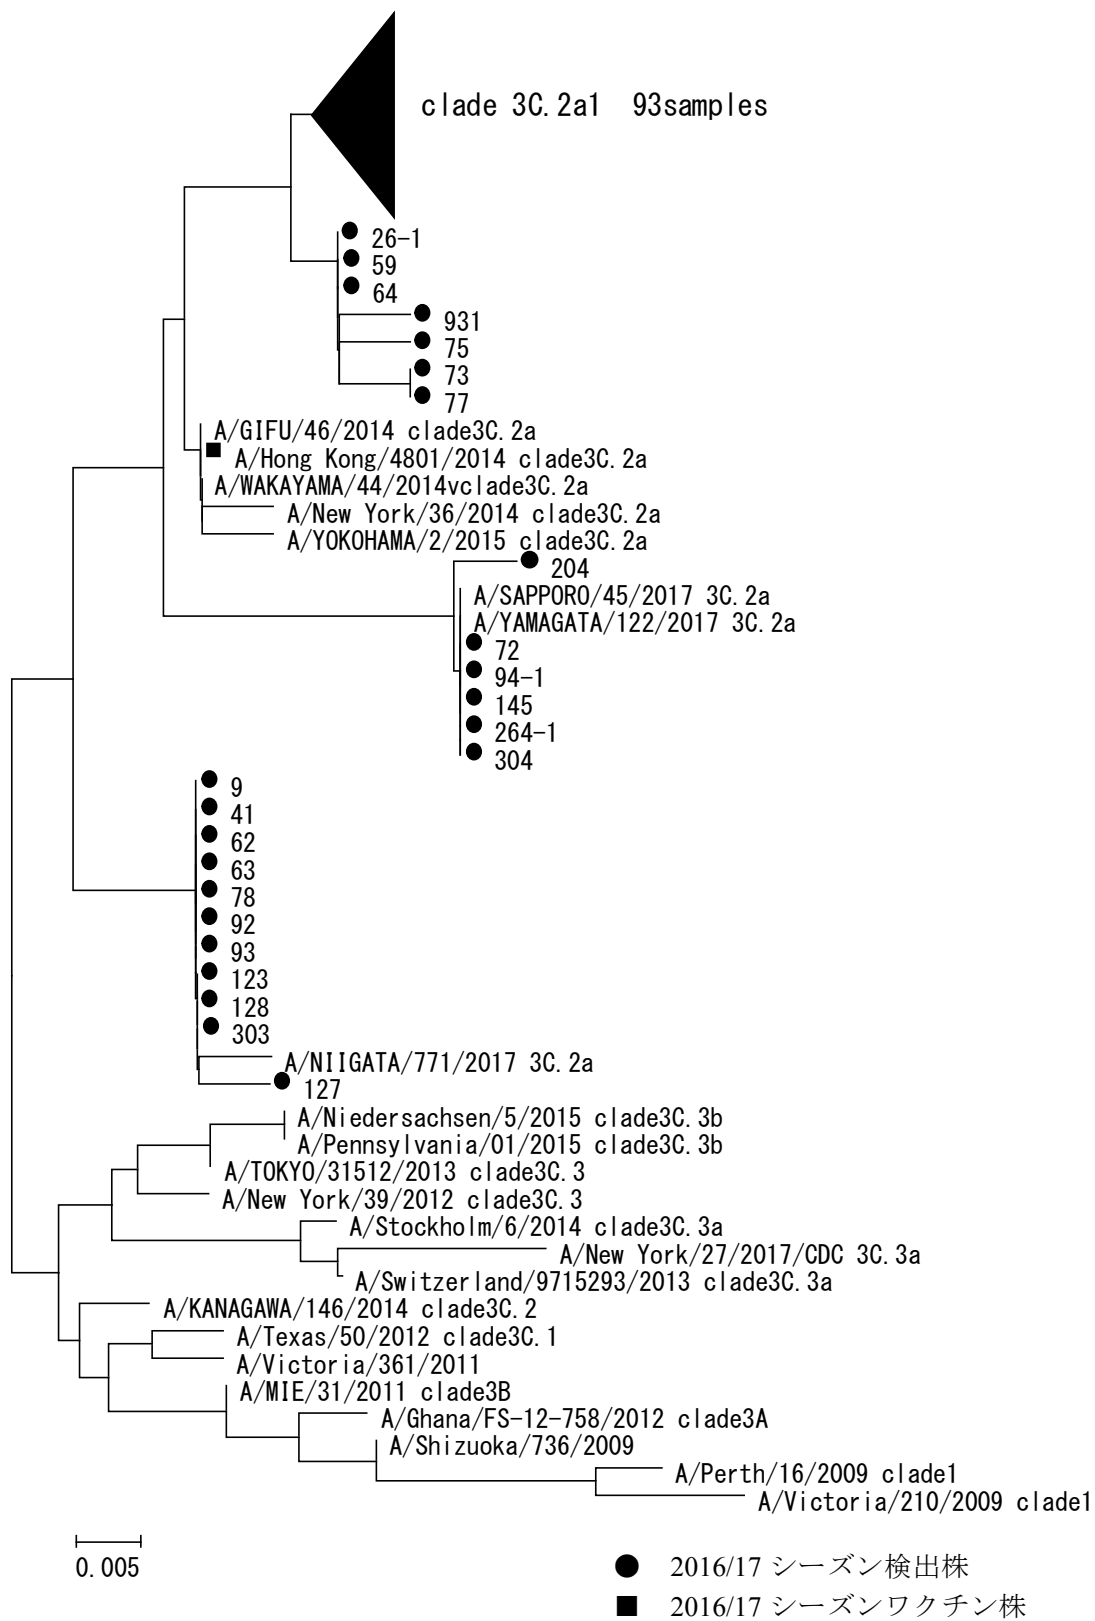 clade 3C.2a1  93samples
26-1
59
64
931
75
73
77
A/GIFU/46/2014 clade3C.2a
A/Hong Kong/4801/2014 clade3C.2a
A/WAKAYAMA/44/2014vclade3C.2a
A/New York/36/2014 clade3C.2a
A/YOKOHAMA/2/2015 clade3C.2a
204
A/SAPPORO/45/2017 3C.2a
A/YAMAGATA/122/2017 3C.2a
72
94-1
145
264-1
304
9
41
62
63
78
92
93
123
128
303
A/NIIGATA/771/2017 3C.2a
127
A/Niedersachsen/5/2015 clade3C.3b
A/Pennsylvania/01/2015 clade3C.3b
A/TOKYO/31512/2013 clade3C.3
A/New York/39/2012 clade3C.3
A/Stockholm/6/2014 clade3C.3a
A/New York/27/2017/CDC 3C.3a
A/Switzerland/9715293/2013 clade3C.3a
A/KANAGAWA/146/2014 clade3C.2
A/Texas/50/2012 clade3C.1
A/Victoria/361/2011
A/MIE/31/2011 clade3B
A/Ghana/FS-12-758/2012 clade3A
A/Shizuoka/736/2009
A/Perth/16/2009 clade1
A/Victoria/210/2009 clade1
0.005
● 2016/17 シーズン検出株
■ 2016/17 シーズンワクチン株